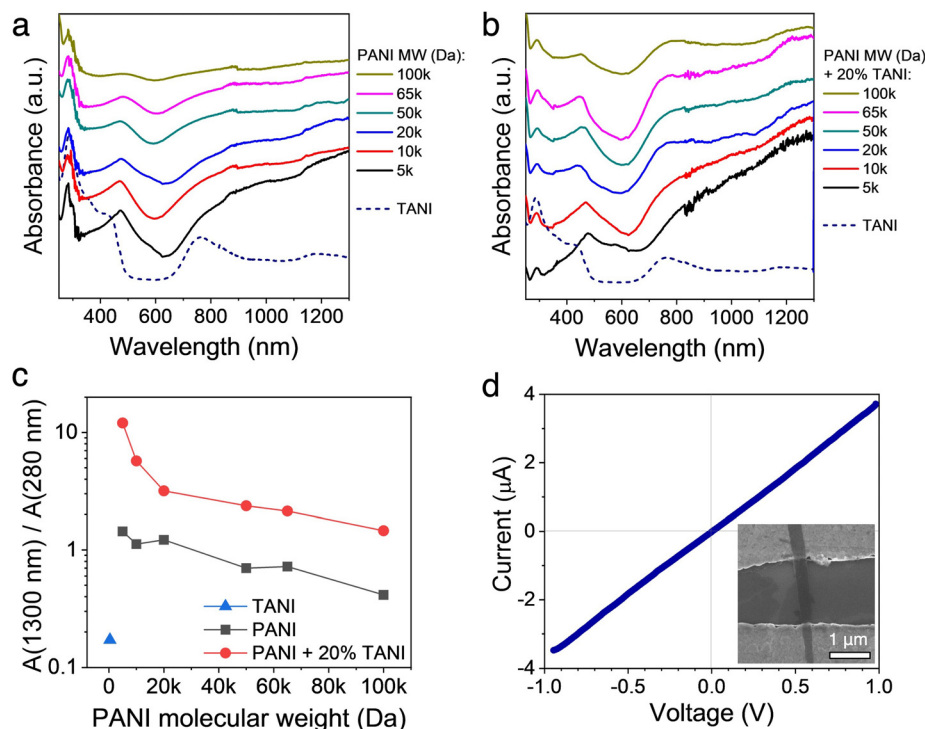 a
Absorbance (a.u.)
PANI MW (Da):
100k
65k
50k
20k
10k
5k
TANI
400 600 800 1000 1200
Wavelength (nm)
b
Absorbance (a.u.)
PANI MW (Da)
+ 20% TANI:
100k
65k
50k
20k
10k
5k
TANI
400 600 800 1000 1200
Wavelength (nm)
c
A(1300 nm) / A(280 nm)
10
1
0.1
TANI
PANI
PANI + 20% TANI
0 20k 40k 60k 80k 100k
PANI molecular weight (Da)
d
Current (μA)
4
2
0
-2
-4
1 μm
-1.0 -0.5 0.0 0.5 1.0
Voltage (V)